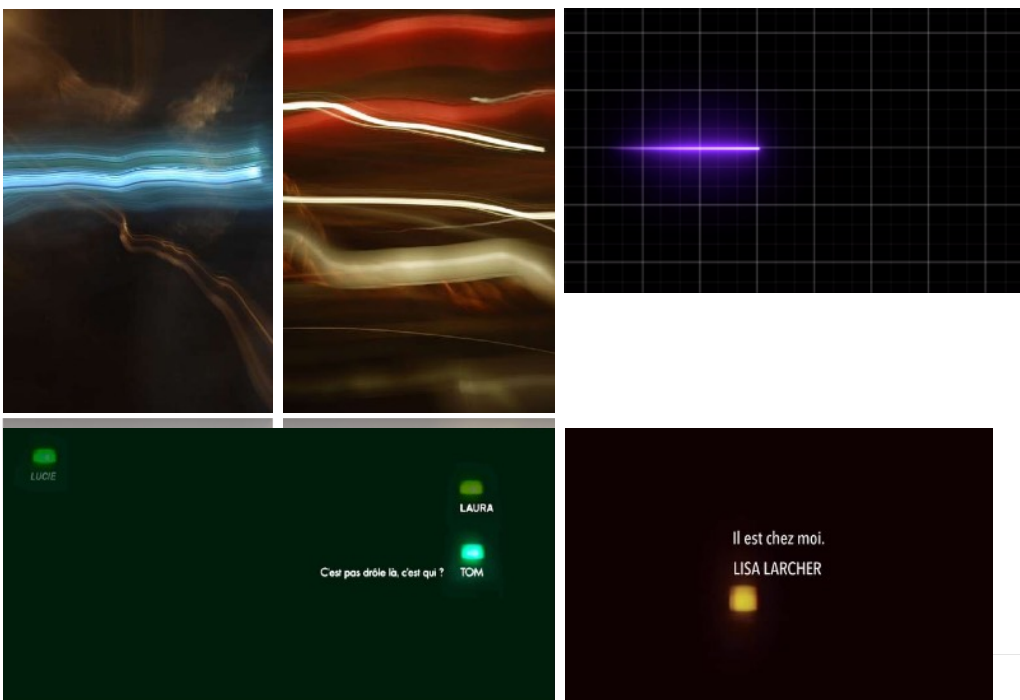 LUCIE
LAURA
C'est pas drôle là, c'est qui ? TOM
Il est chez moi.
LISA LARCHER